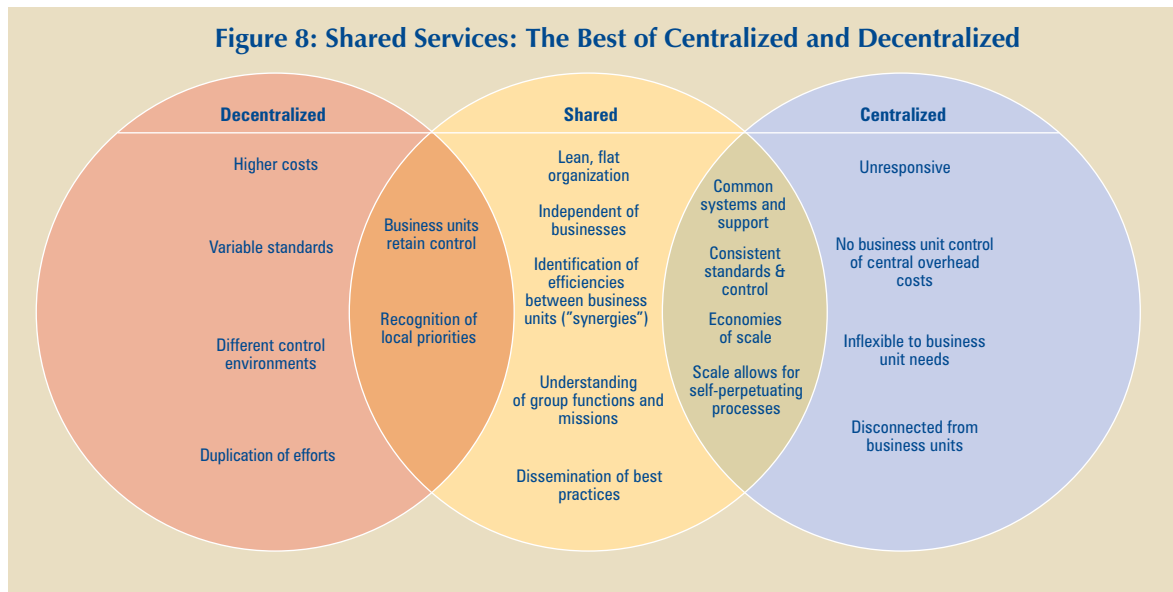 Figure 8: Shared Services: The Best of Centralized and Decentralized
Decentralized
Higher costs
Variable standards
Different control
environments
Duplication of efforts
Business units
retain control
Recognition of
local priorities
Shared
Lean, flat
organization
Independent of
businesses
Identification of
efficiencies
between business
units (“synergies”)
Understanding
of group functions and
missions
Dissemination of best
practices
Common
systems and
support
Consistent
standards &
control
Economies
of scale
Scale allows for
self-perpetuating
processes
Centralized
Unresponsive
No business unit control
of central overhead
costs
Inflexible to business
unit needs
Disconnected from
business units